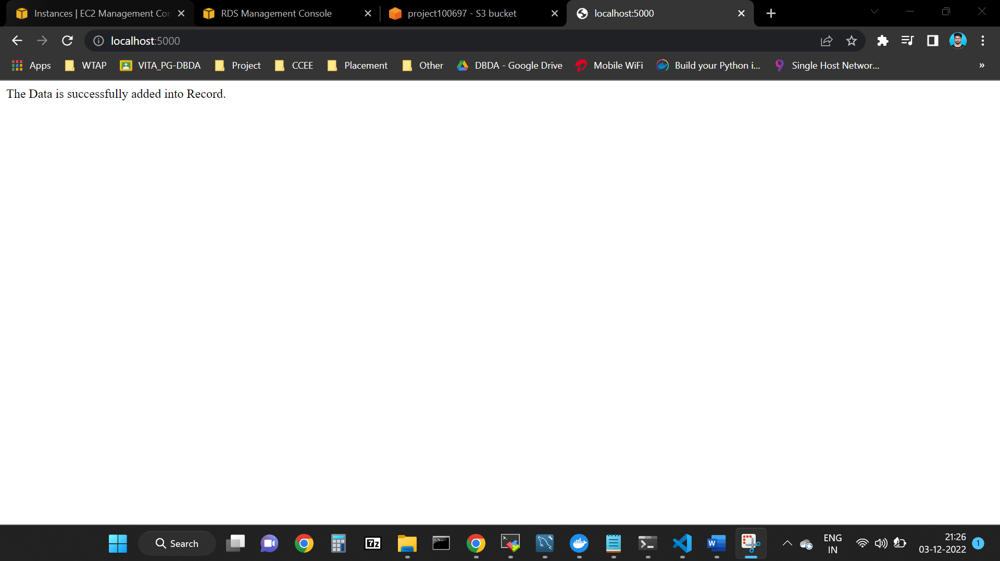 Instances | EC2 Management Con
RDS Management Console
project100697 - S3 bucket
localhost:5000
localhost:5000
Apps
WTAP
VITA_PG-DBDA
Project
CCEE
Placement
Other
DBDA - Google Drive
Mobile WiFi
Build your Python i...
Single Host Networ...
»
The Data is successfully added into Record.
Search
7z
W
ENG
IN
21:26
03-12-2022
1